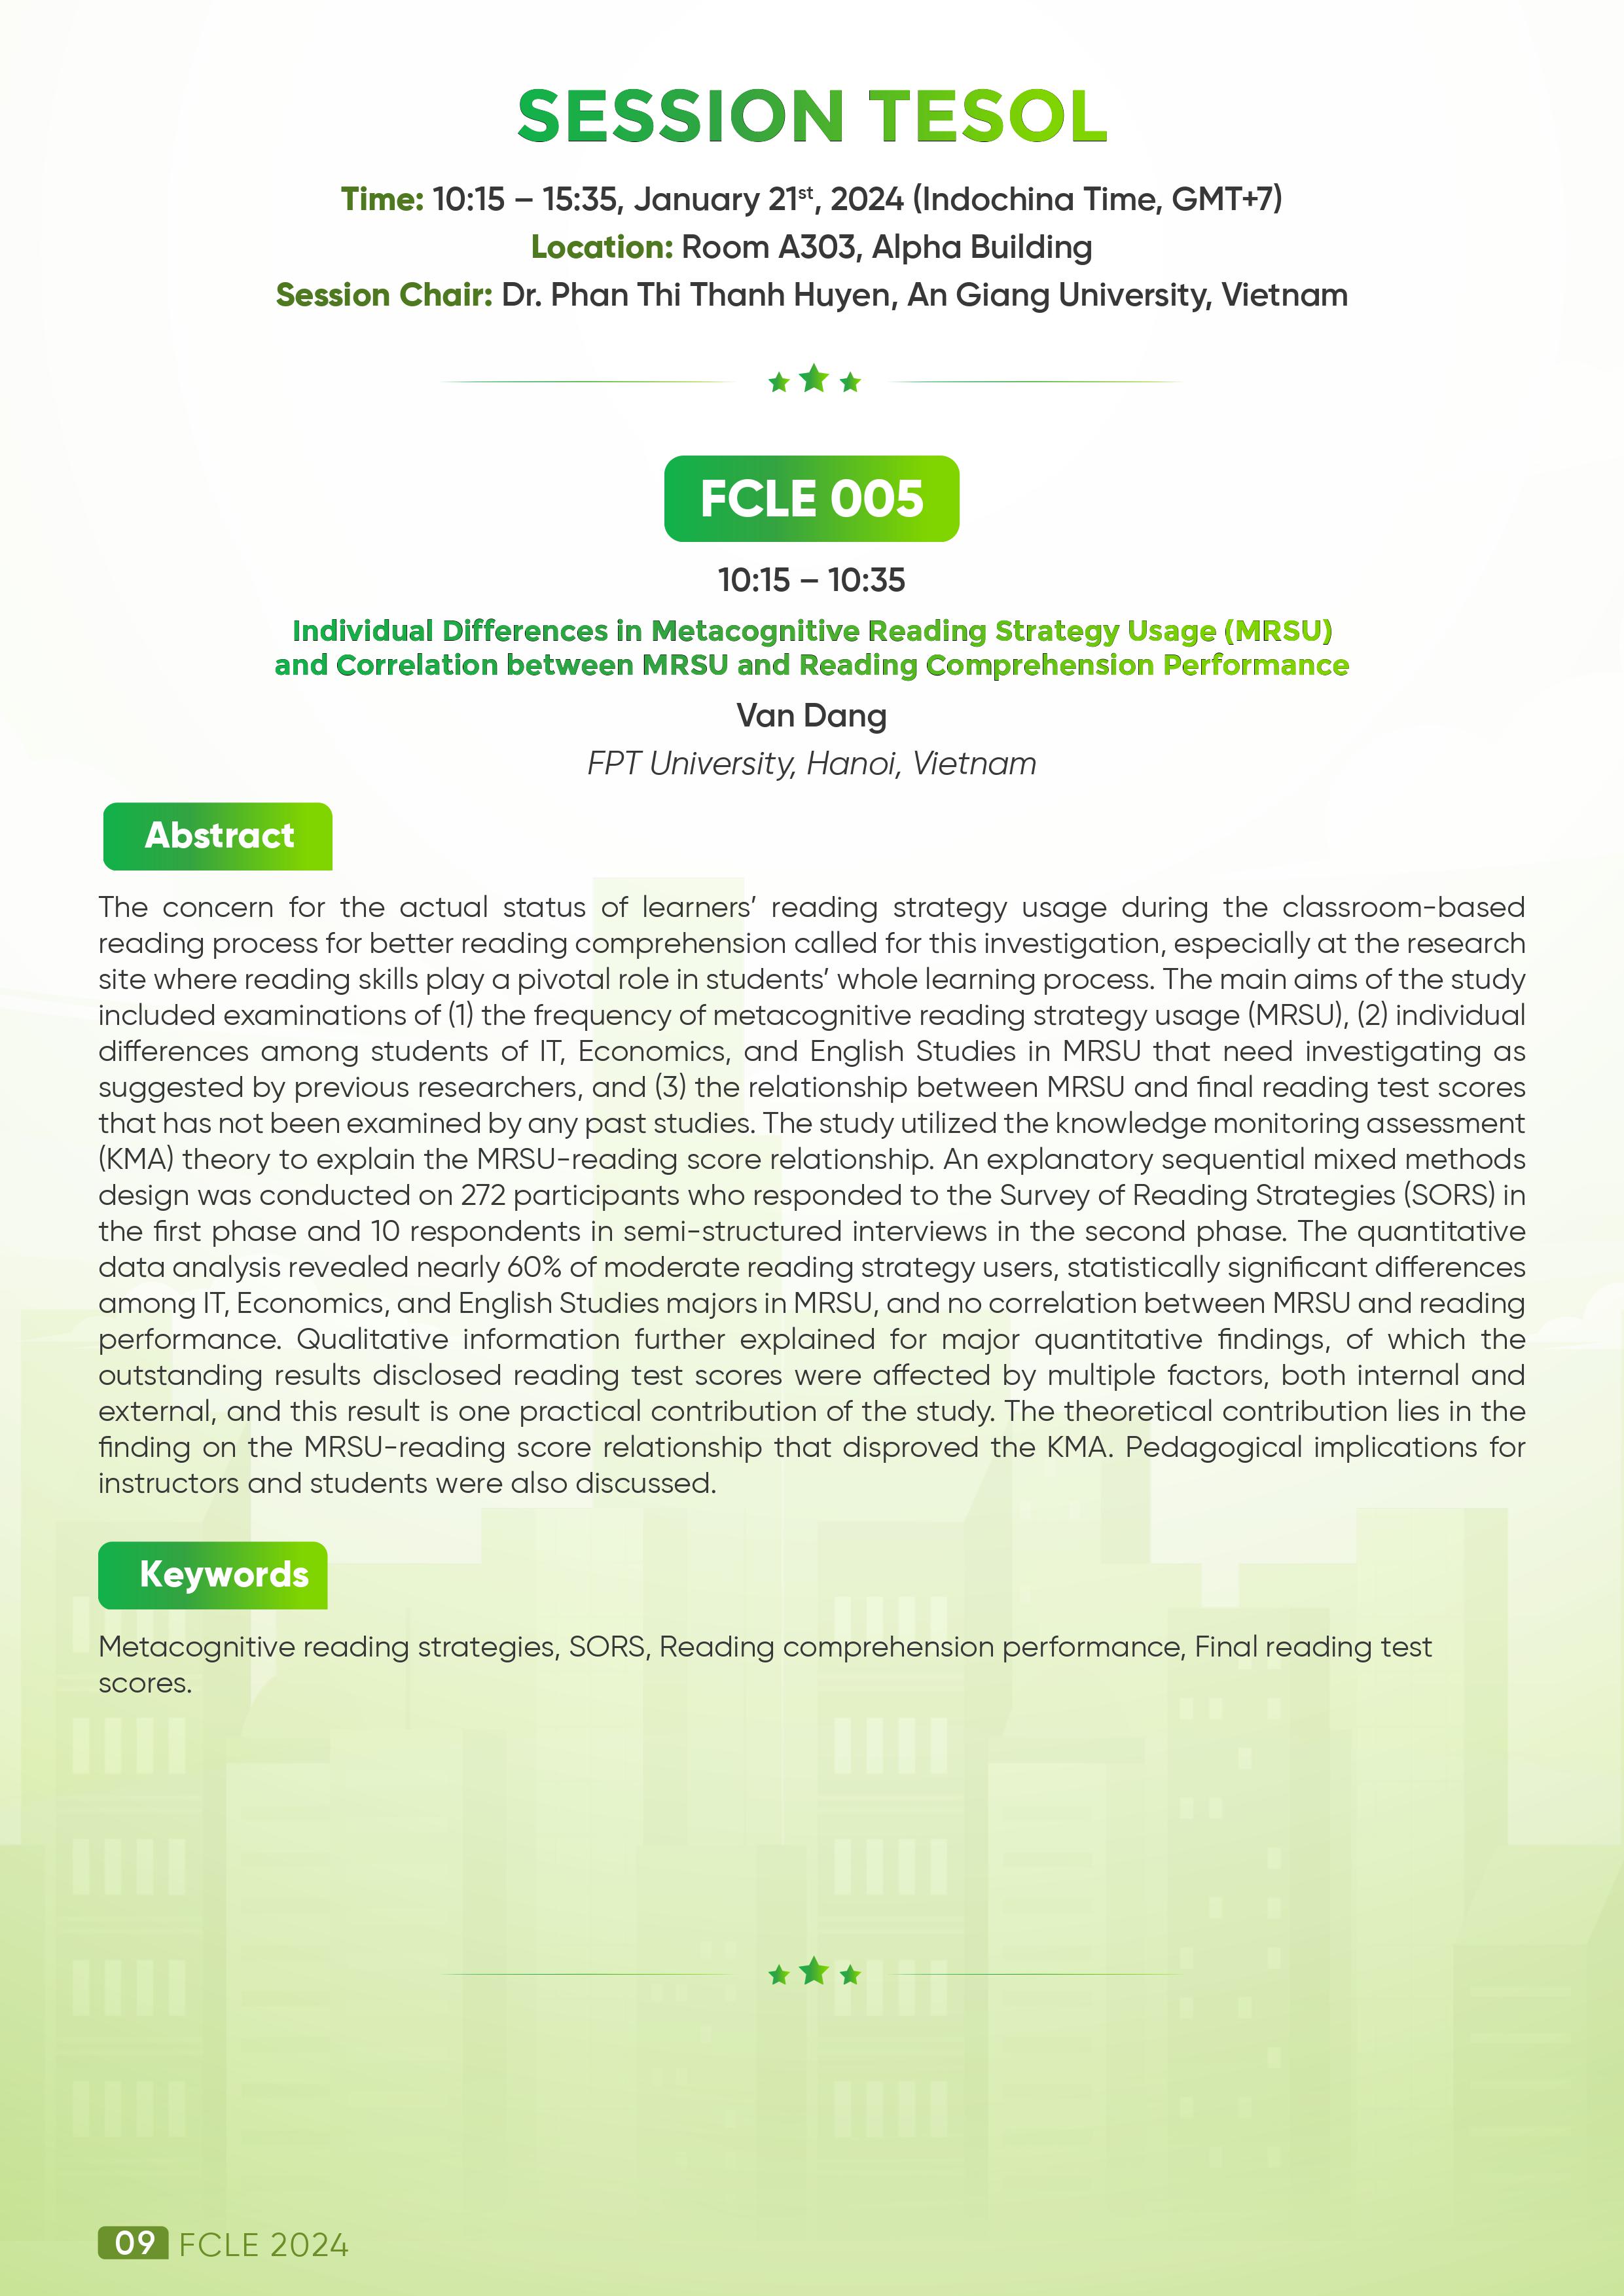 SESSION TESOL
Time: 10:15 – 15:35, January 21st, 2024 (Indochina Time, GMT+7)
Location: Room A303, Alpha Building
Session Chair: Dr. Phan Thi Thanh Huyen, An Giang University, Vietnam
FCLE 005
10:15 – 10:35
Individual Differences in Metacognitive Reading Strategy Usage (MRSU)
and Correlation between MRSU and Reading Comprehension Performance
Van Dang
FPT University, Hanoi, Vietnam
Abstract
The concern for the actual status of learners’ reading strategy usage during the classroom-based
reading process for better reading comprehension called for this investigation, especially at the research
site where reading skills play a pivotal role in students’ whole learning process. The main aims of the study
included examinations of (1) the frequency of metacognitive reading strategy usage (MRSU), (2) individual
differences among students of IT, Economics, and English Studies in MRSU that need investigating as
suggested by previous researchers, and (3) the relationship between MRSU and final reading test scores
that has not been examined by any past studies. The study utilized the knowledge monitoring assessment
(KMA) theory to explain the MRSU-reading score relationship. An explanatory sequential mixed methods
design was conducted on 272 participants who responded to the Survey of Reading Strategies (SORS) in
the first phase and 10 respondents in semi-structured interviews in the second phase. The quantitative
data analysis revealed nearly 60% of moderate reading strategy users, statistically significant differences
among IT, Economics, and English Studies majors in MRSU, and no correlation between MRSU and reading
performance. Qualitative information further explained for major quantitative findings, of which the
outstanding results disclosed reading test scores were affected by multiple factors, both internal and
external, and this result is one practical contribution of the study. The theoretical contribution lies in the
finding on the MRSU-reading score relationship that disproved the KMA. Pedagogical implications for
instructors and students were also discussed.
Keywords
Metacognitive reading strategies, SORS, Reading comprehension performance, Final reading test
scores.
09 FCLE 2024